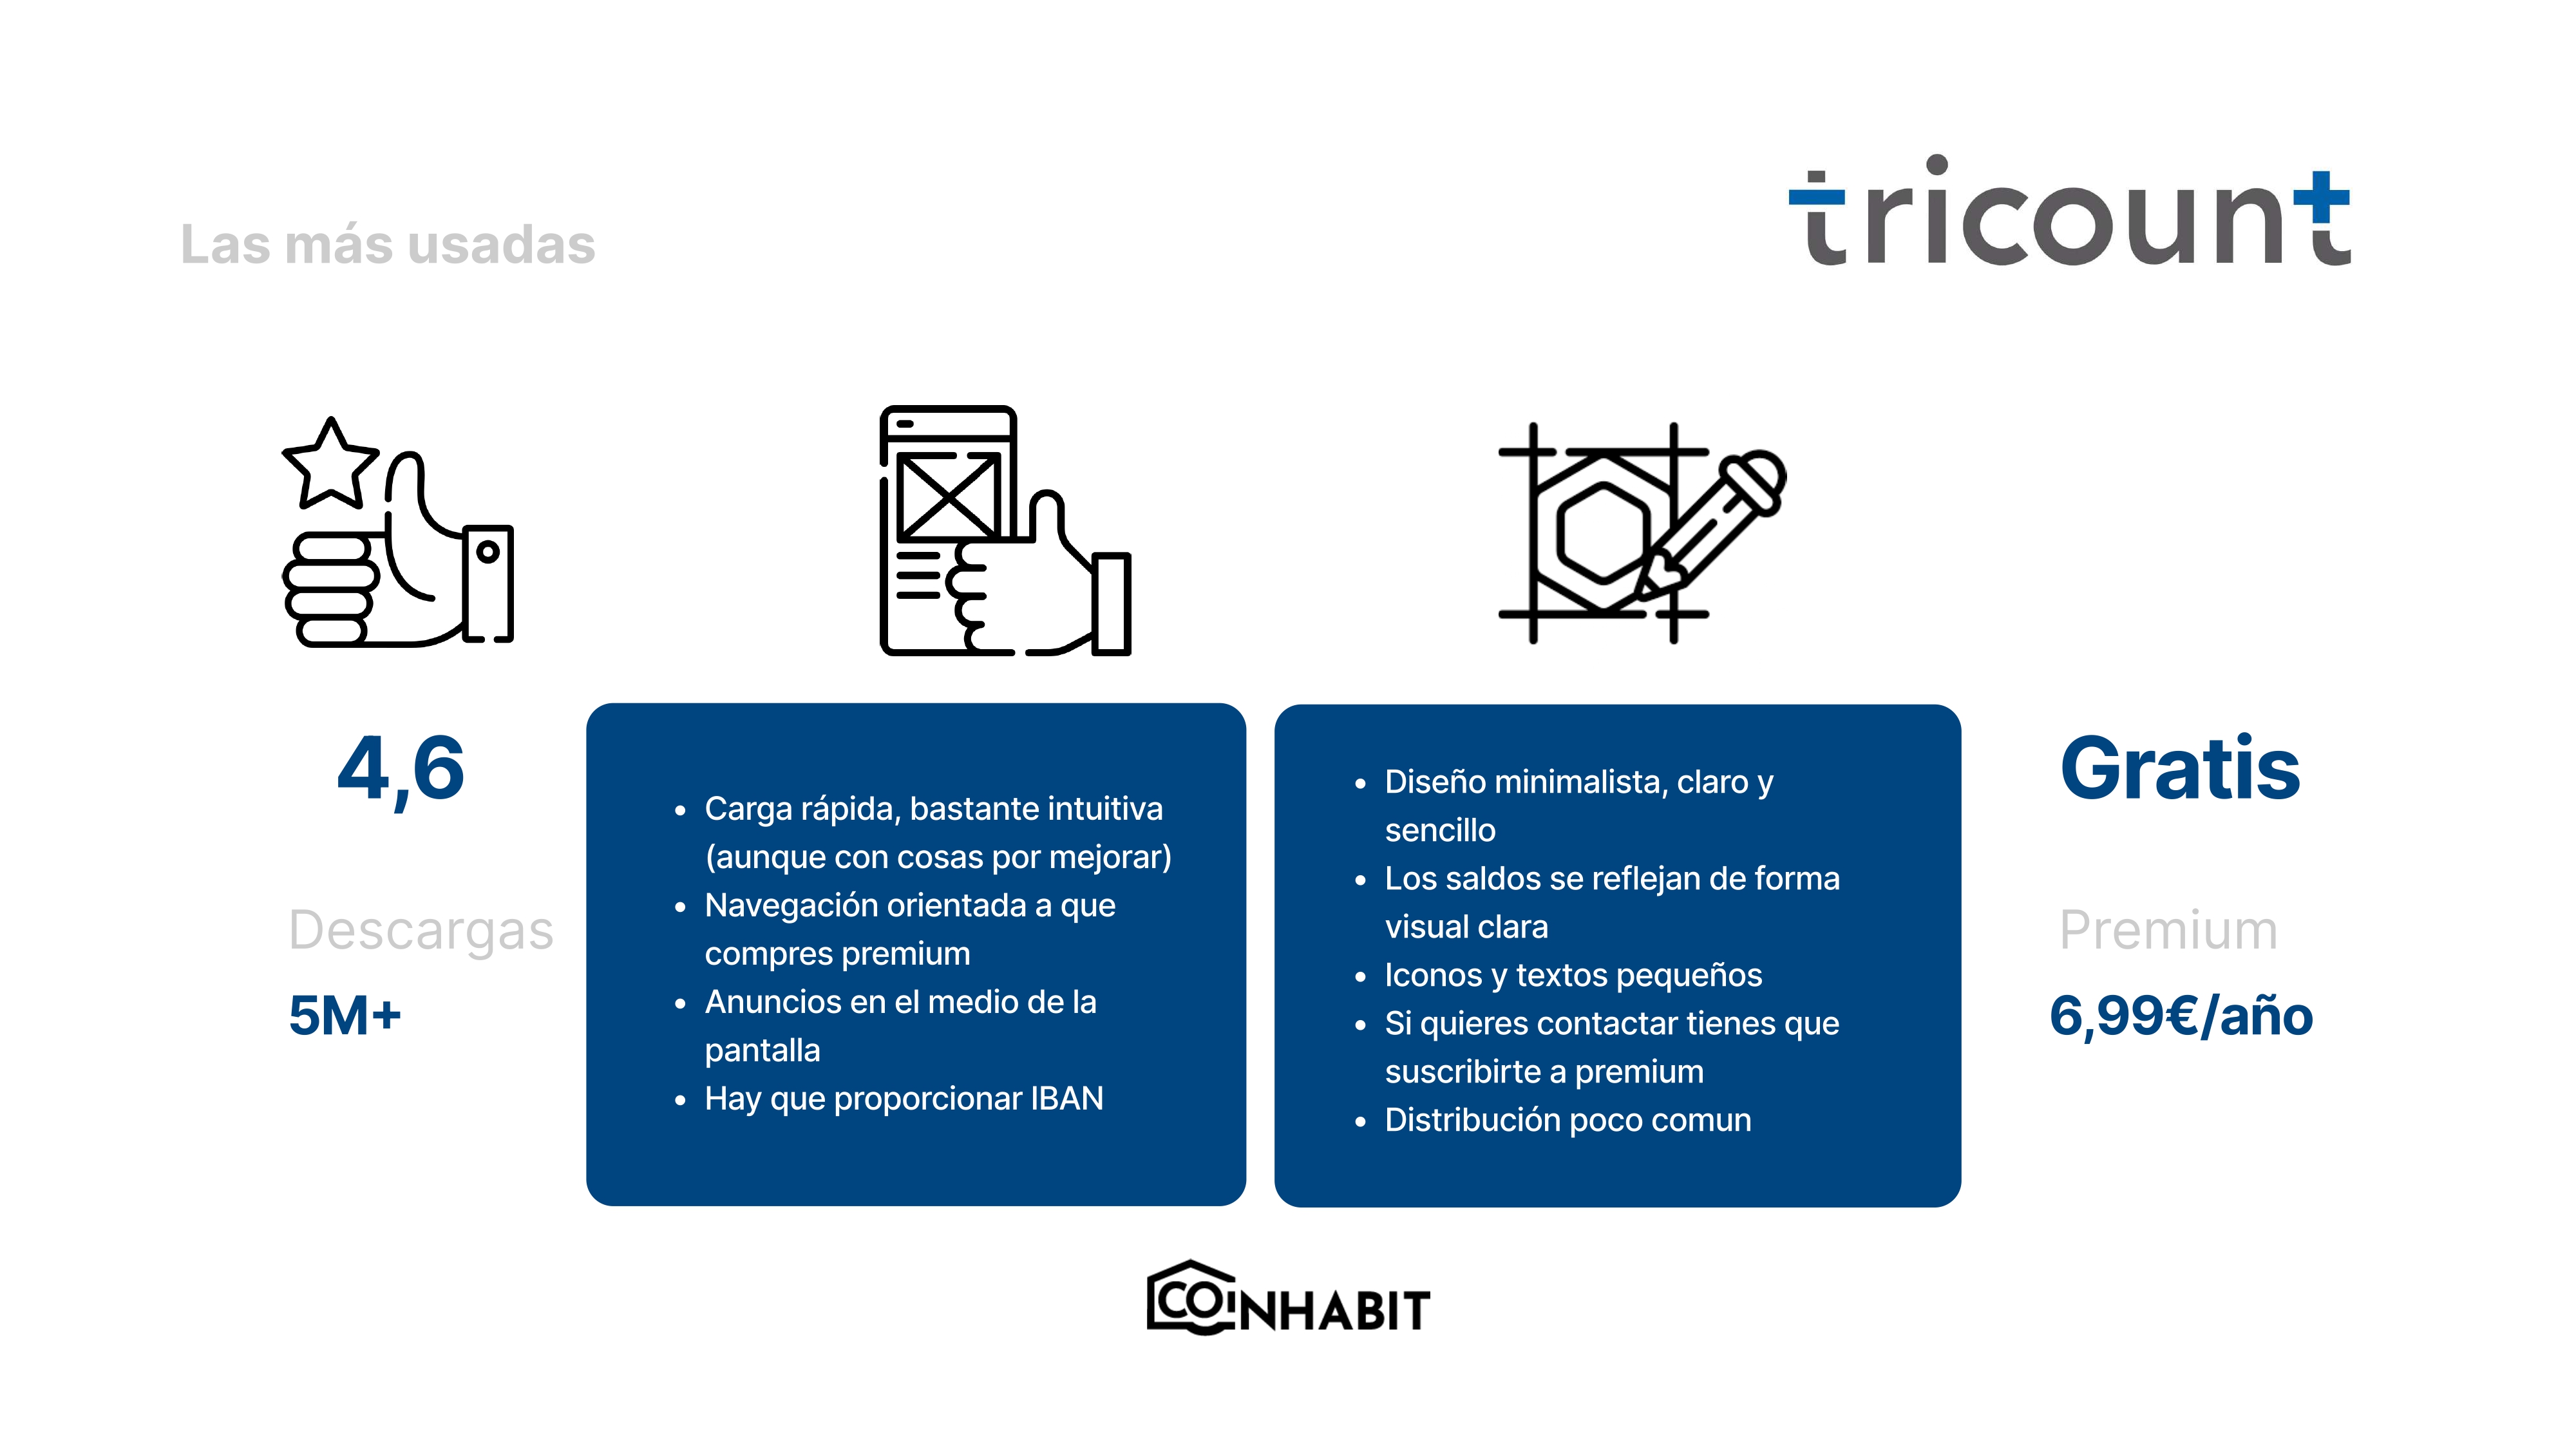 Las más usadas
tricount
4,6
Descargas
5M+
• Carga rápida, bastante intuitiva
(aunque con cosas por mejorar)
• Navegación orientada a que
compres premium
• Anuncios en el medio de la
pantalla
• Hay que proporcionar IBAN
• Diseño minimalista, claro y
sencillo
• Los saldos se reflejan de forma
visual clara
• Iconos y textos pequeños
• Si quieres contactar tienes que
suscribirte a premium
• Distribución poco comun
Gratis
Premium
6,99€/año
COINHABIT